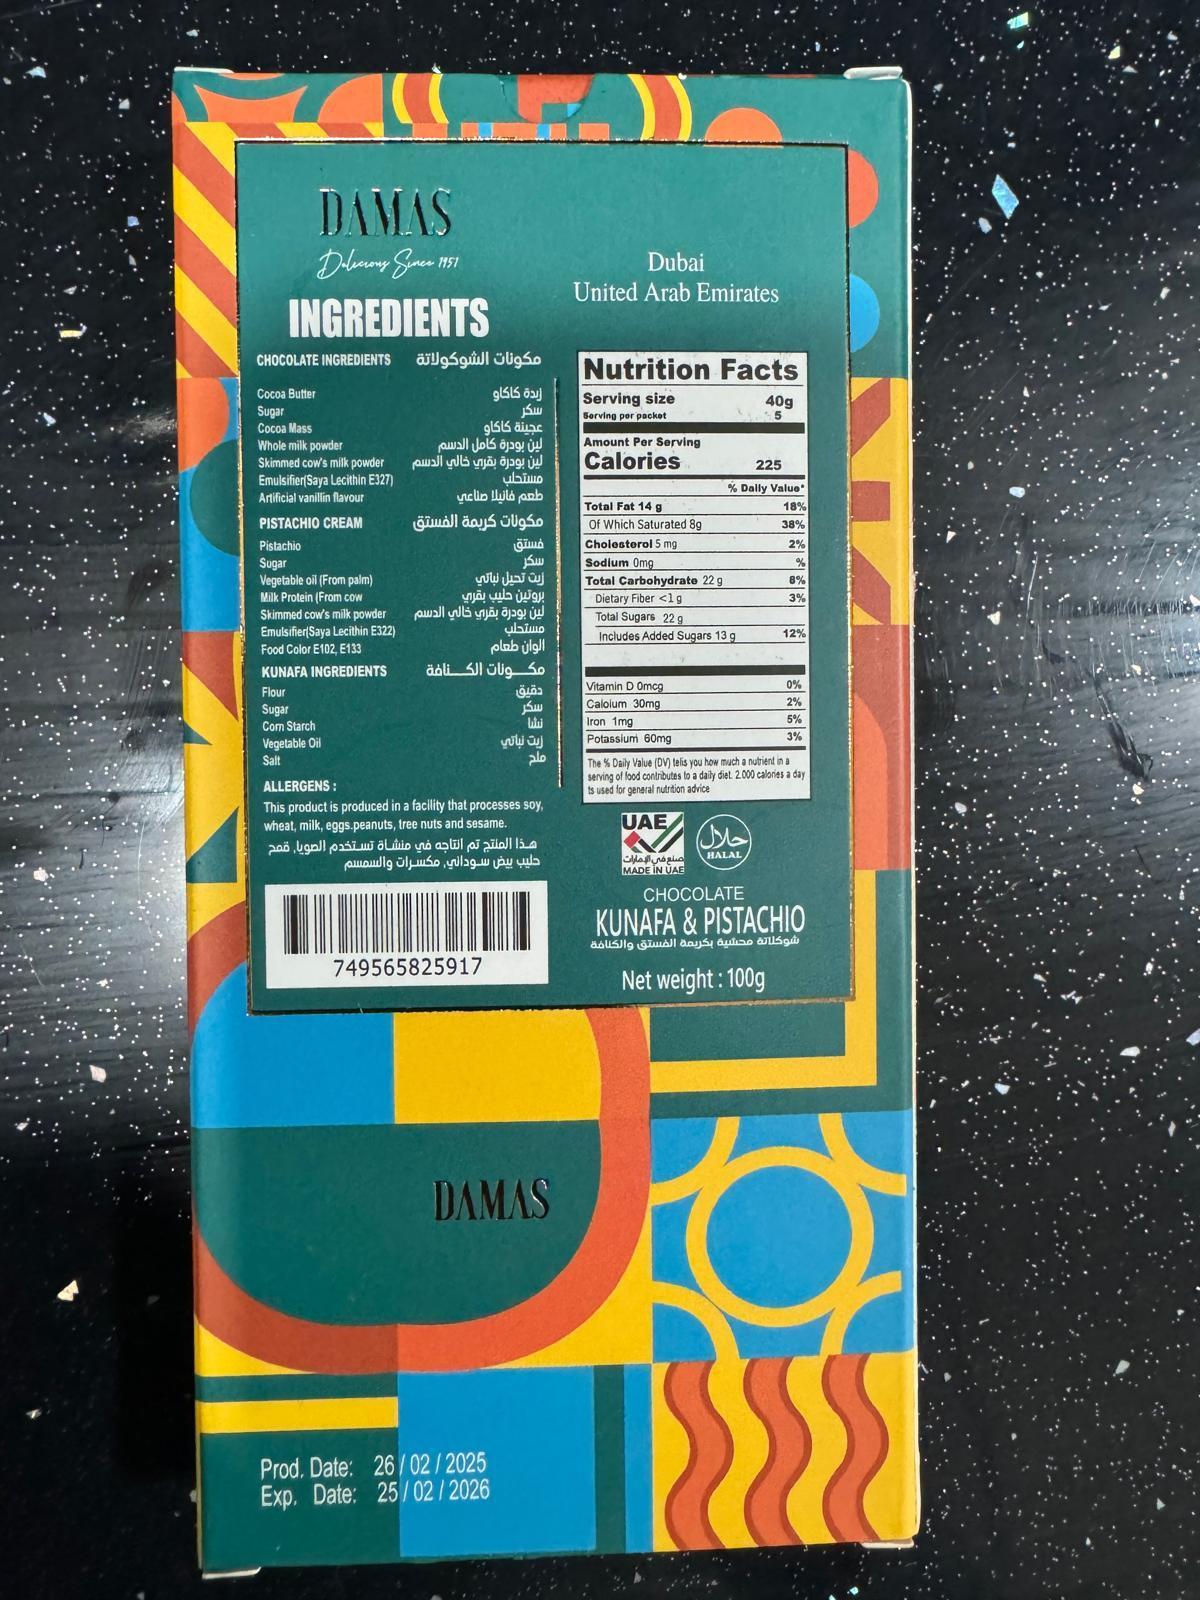 DAMAS
Delicious Since 1957
Dubai
United Arab Emirates
INGREDIENTS
CHOCOLATE INGREDIENTS مكونات الشوكولاتة
Cocoa Butter زبدة كاكاو
Sugar سكر
Cocoa Mass عجينة كاكاو
Whole milk powder لبن بودرة كامل الدسم
Skimmed cow's milk powder لبن بودرة بقري خالي الدسم
Emulsifier(Saya Lecithin E327) مستحلب
Artificial vanillin flavour طعم فانيلا صناعي
PISTACHIO CREAM مكونات كريمة الفستق
Pistachio فستق
Sugar سكر
Vegetable oil (From palm) زيت نخيل نباتي
Milk Protein (From cow بروتين حليب بقري
Skimmed cow's milk powder لبن بودرة بقري خالي الدسم
Emulsifier(Saya Lecithin E322) مستحلب
Food Color E102, E133 الوان طعام
KUNAFA INGREDIENTS مكونات الكنافة
Flour دقيق
Sugar سكر
Corn Starch نشا
Vegetable Oil زيت نباتي
Salt ملح
ALLERGENS :
This product is produced in a facility that processes soy,
wheat, milk, eggs.peanuts, tree nuts and sesame.
هذا المنتج تم انتاجه في منشاة تستخدم الصويا, قمح
حليب بيض سوداني, مكسرات والسمسم
749565825917
Nutrition Facts
Serving size 40g
Serving per packet 5
Amount Per Serving
Calories 225
% Daily Value*
Total Fat 14 g 18%
Of Which Saturated 8g 38%
Cholesterol 5 mg 2%
Sodium 0mg %
Total Carbohydrate 22 g 8%
Dietary Fiber <1 g 3%
Total Sugars 22 g
Includes Added Sugars 13 g 12%
Vitamin D 0mcg 0%
Caloium 30mg 2%
Iron 1mg 5%
Potassium 60mg 3%
The % Daily Value (DV) telis you how much a nutrient in a
serving of food contributes to a daily diet. 2.000 calories a day
ts used for general nutrition advice
UAE
صنع في الإمارات
MADE IN UAE
حلال
HALAL
CHOCOLATE
KUNAFA & PISTACHIO
شوكلاتة محشية بكريمة الفستق والكنافة
Net weight : 100g
DAMAS
Prod. Date: 26 / 02 / 2025
Exp. Date: 25 / 02 / 2026